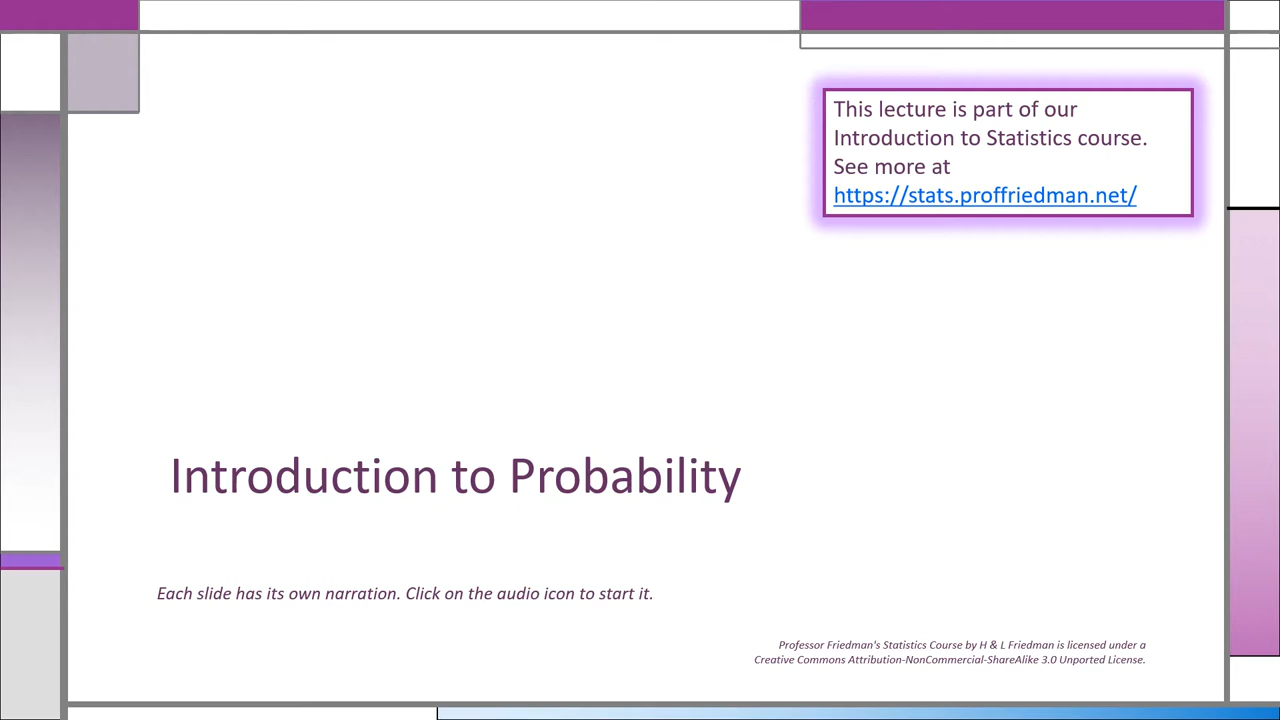 This lecture is part of our
Introduction to Statistics course.
See more at
https://stats.proffriedman.net/
Introduction to Probability
Each slide has its own narration. Click on the audio icon to start it.
Professor Friedman's Statistics Course by H & L Friedman is licensed under a
Creative Commons Attribution-NonCommercial-ShareAlike 3.0 Unported License.